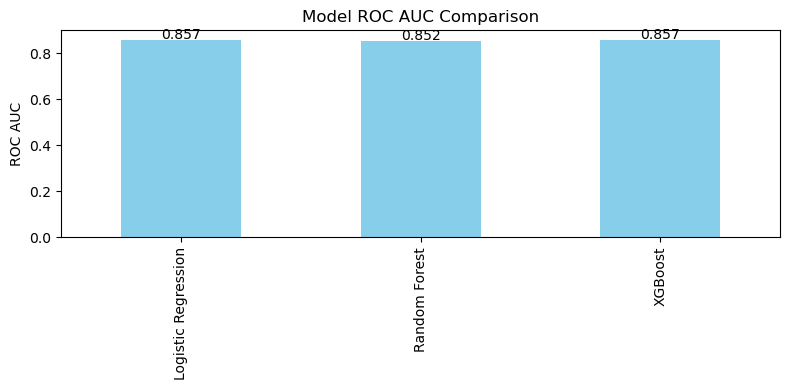 Model ROC AUC Comparison
0.857
0.852
0.857
ROC AUC
0.8
0.6
0.4
0.2
0.0
Logistic Regression
Random Forest
XGBoost